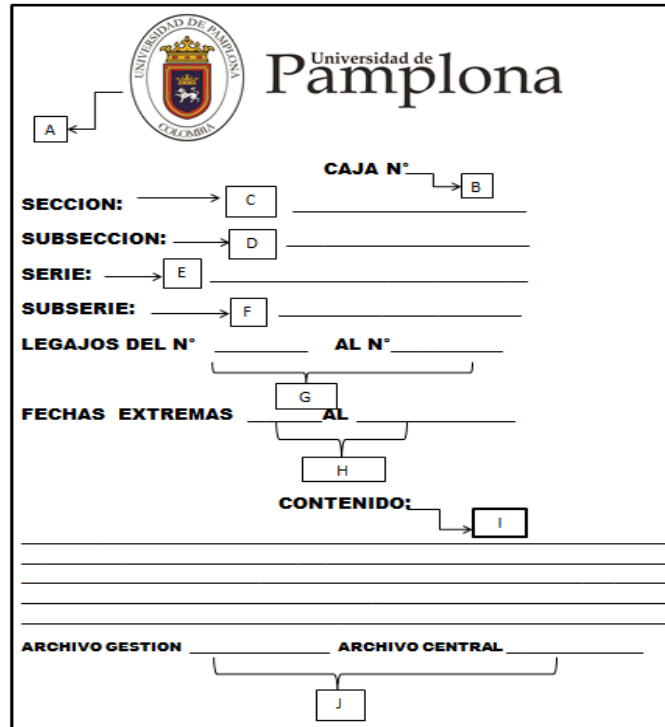 UNIVERSIDAD DE PAMPLONA
COLOMBIA
Universidad de
Pamplona
A
CAJA N°
B
SECCION: C
SUBSECCION: D
SERIE: E
SUBSERIE: F
LEGAJOS DEL N° AL N°
G
FECHAS EXTREMAS AL
H
CONTENIDO:
I
ARCHIVO GESTION ARCHIVO CENTRAL
J